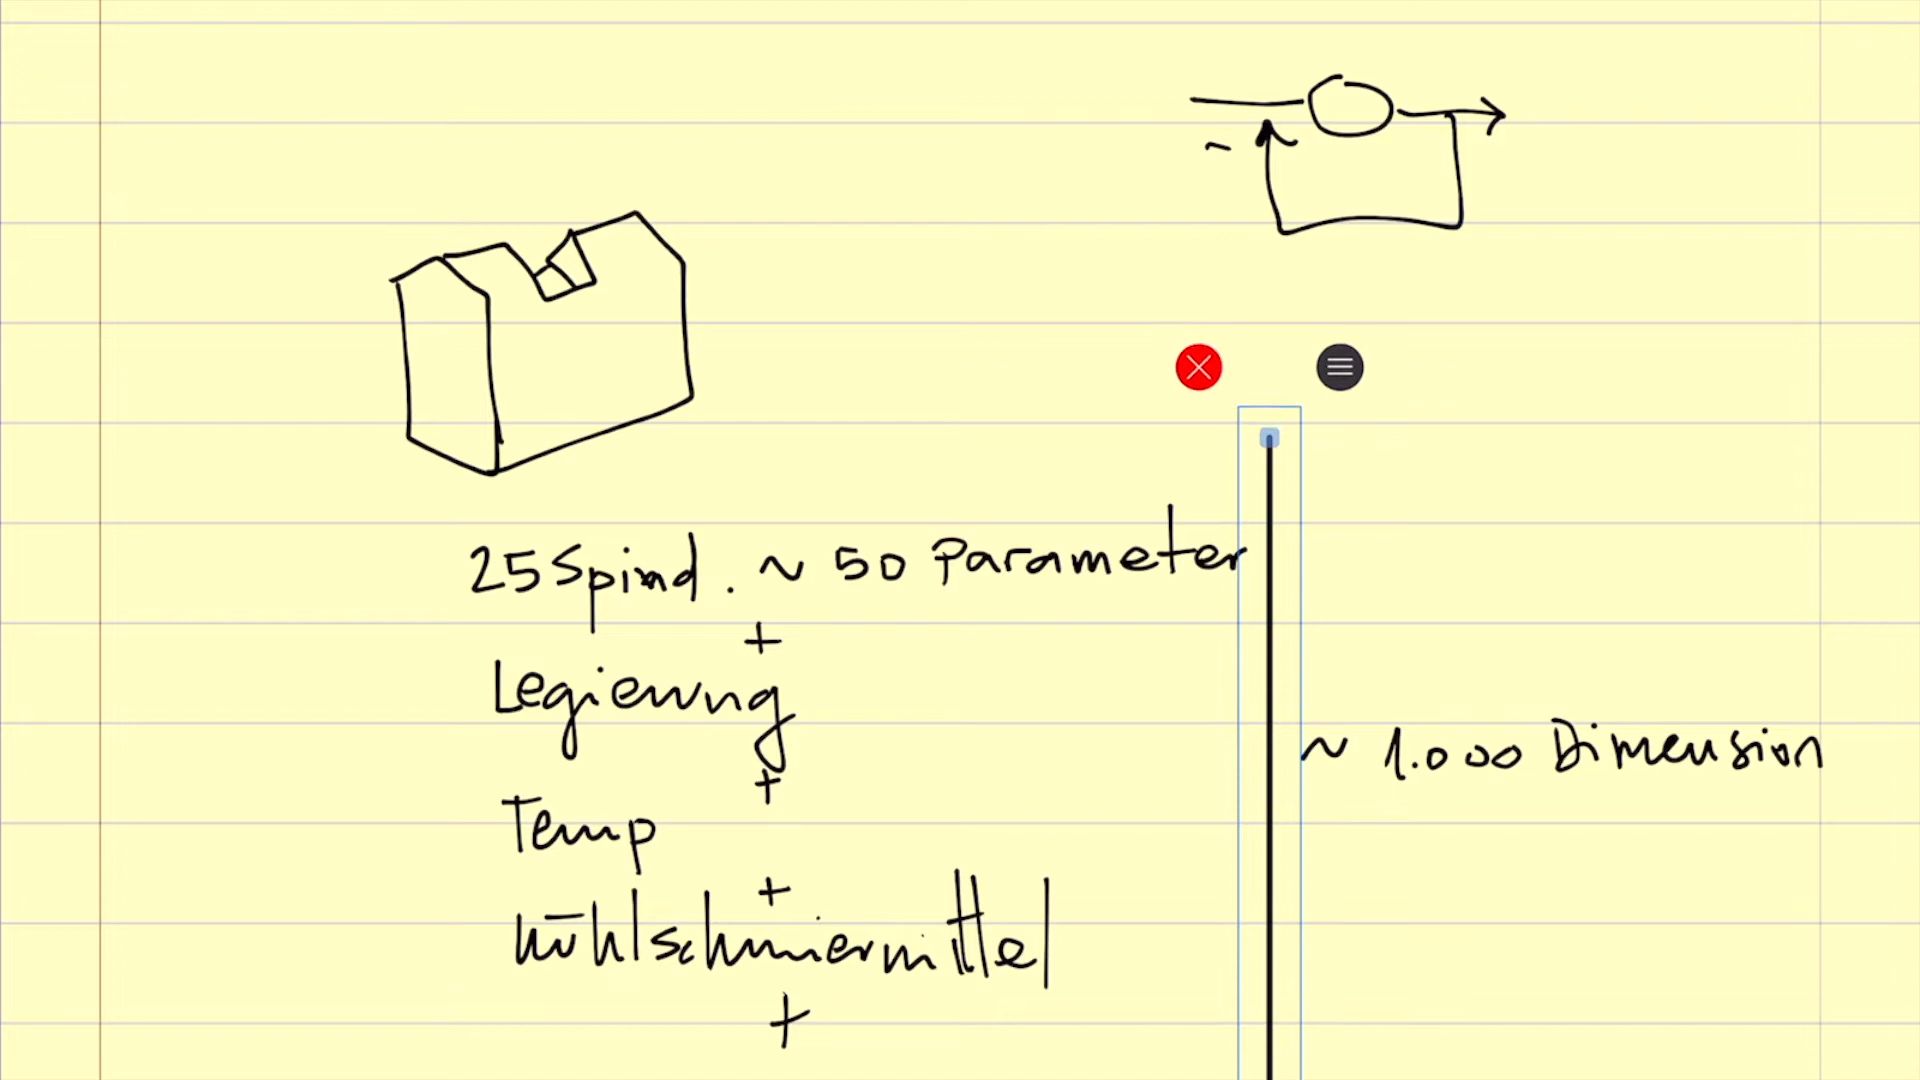 25 Spind. ~ 50 Parameter
+
Legierung
+
Temp
+
Kühlschmiermittel
+
~ 1.000 Dimension